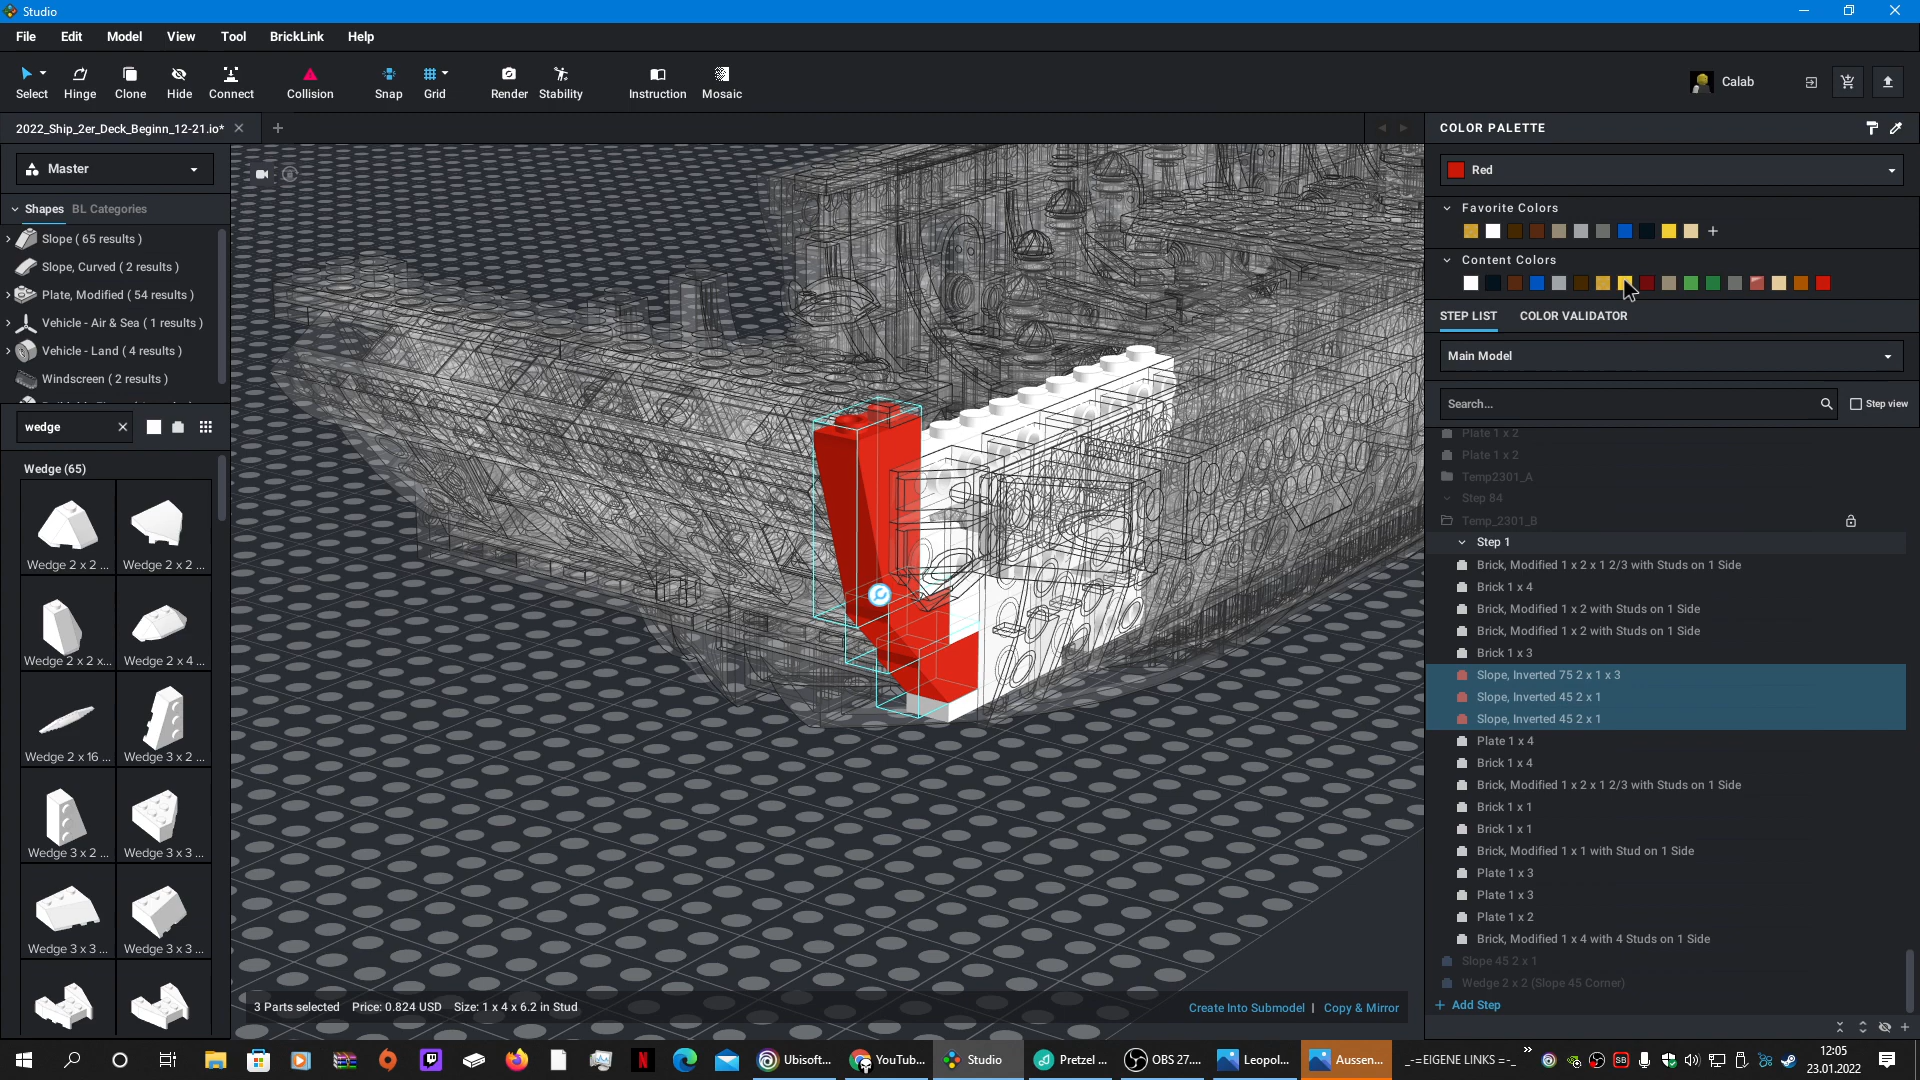 Studio
File Edit Model View Tool BrickLink Help
Select Hinge Clone Hide Connect Collision Snap Grid Render Stability Instruction Mosaic
Calab
2022_Ship_2er_Deck_Beginn_12-21.io*
COLOR PALETTE
Master
Red
Shapes BL Categories
Favorite Colors
Slope ( 65 results )
Content Colors
Slope, Curved ( 2 results )
Plate, Modified ( 54 results )
STEP LIST COLOR VALIDATOR
Vehicle - Air & Sea ( 1 results )
Vehicle - Land ( 4 results )
Main Model
Windscreen ( 2 results )
Search...
Step view
wedge
Plate 1 x 2
Plate 1 x 2
Wedge (65)
Temp2301_A
Step 84
Temp_2301_B
Step 1
Wedge 2 x 2 ... Wedge 2 x 2 ...
Brick, Modified 1 x 2 x 1 2/3 with Studs on 1 Side
Brick 1 x 4
Brick, Modified 1 x 2 with Studs on 1 Side
Brick, Modified 1 x 2 with Studs on 1 Side
Brick 1 x 3
Wedge 2 x 2 x... Wedge 2 x 4 ...
Slope, Inverted 75 2 x 1 x 3
Slope, Inverted 45 2 x 1
Slope, Inverted 45 2 x 1
Plate 1 x 4
Wedge 2 x 16 ... Wedge 3 x 2 ...
Brick 1 x 4
Brick, Modified 1 x 2 x 1 2/3 with Studs on 1 Side
Brick 1 x 1
Brick 1 x 1
Wedge 3 x 2 ... Wedge 3 x 3 ...
Brick, Modified 1 x 1 with Stud on 1 Side
Plate 1 x 3
Plate 1 x 3
Plate 1 x 2
Brick, Modified 1 x 4 with 4 Studs on 1 Side
Wedge 3 x 3 ... Wedge 3 x 3 ...
Slope 45 2 x 1
Wedge 2 x 2 (Slope 45 Corner)
3 Parts selected Price: 0.824 USD Size: 1 x 4 x 6.2 in Stud
Create Into Submodel | Copy & Mirror
+ Add Step
Ubisoft... YouTub... Studio Pretzel ... OBS 27.... Leopol... Aussen... _-=EIGENE LINKS =-_
12:05
23.01.2022